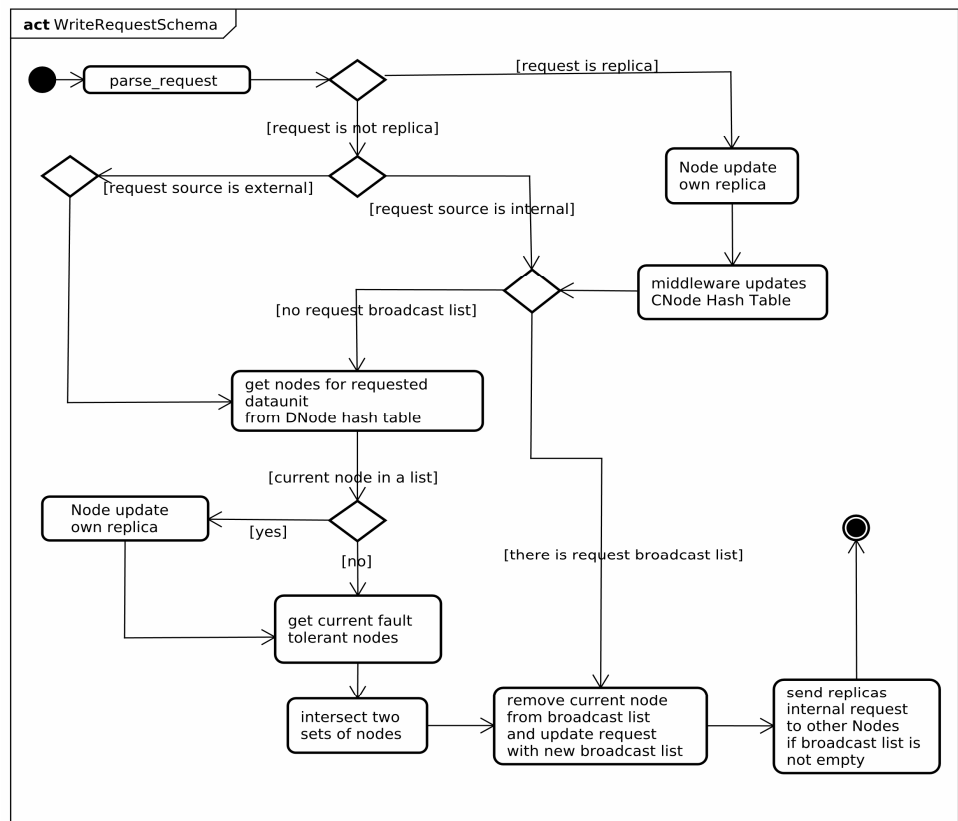 act WriteRequestSchema
parse_request
[request is replica]
[request is not replica]
Node update
own replica
[request source is external]
[request source is internal]
middleware updates
CNode Hash Table
[no request broadcast list]
get nodes for requested
dataunit
from DNode hash table
[current node in a list]
Node update
own replica
[yes]
[no]
[there is request broadcast list]
get current fault
tolerant nodes
intersect two
sets of nodes
remove current node
from broadcast list
and update request
with new broadcast list
send replicas
internal request
to other Nodes
if broadcast list is
not empty